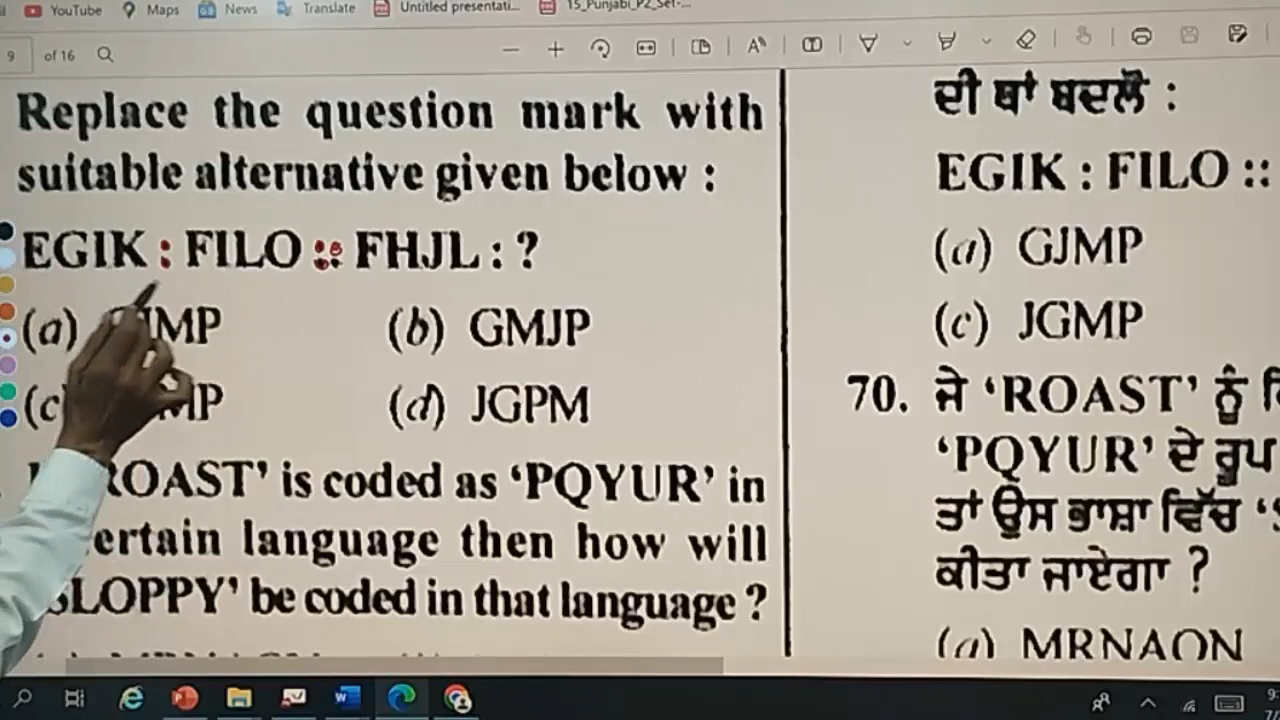 YouTube Maps News Translate Untitled presentati... 15_Punjabi_P2_Set-...
9 of 16
Replace the question mark with
suitable alternative given below :
EGIK : FILO :: FHJL : ?
(a) MP (b) GMJP
(c) MP (d) JGPM
ROAST’ is coded as ‘PQYUR’ in
ertain language then how will
SLOPPY’ be coded in that language ?
ਦੀ ਥਾਂ ਬਦਲੋ :
EGIK : FILO ::
(a) GJMP
(c) JGMP
70. ਜੇ ‘ROAST’ ਨੂੰ
‘PQYUR’ ਦੇ ਰੂਪ
ਤਾਂ ਉਸ ਭਾਸ਼ਾ ਵਿੱਚ ‘S
ਕੀਤਾ ਜਾਏਗਾ ?
(a) MRNAON